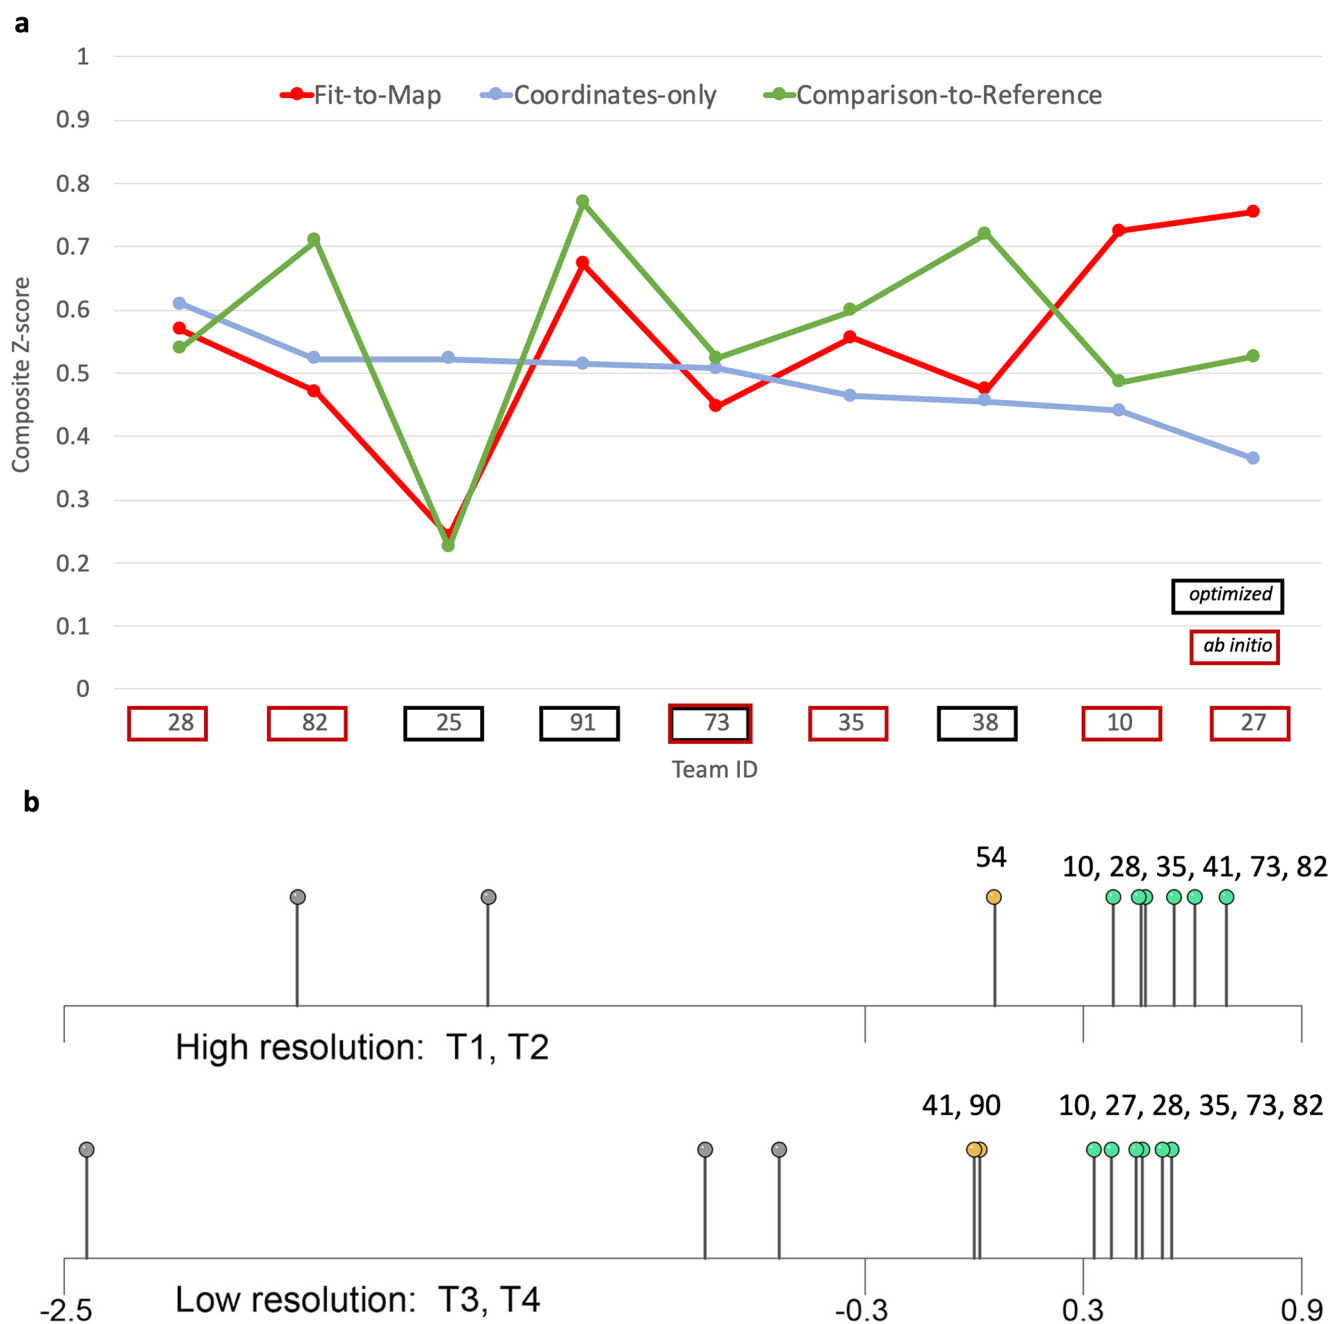 a
1
Fit-to-Map Coordinates-only Comparison-to-Reference
0.9
0.8
0.7
0.6
0.5
0.4
0.3
0.2
0.1
0
Composite Z-score
optimized
ab initio
28 82 25 91 73 35 38 10 27
Team ID
b
54
10, 28, 35, 41, 73, 82
High resolution: T1, T2
41, 90
10, 27, 28, 35, 73, 82
Low resolution: T3, T4
-2.5 -0.3 0.3 0.9